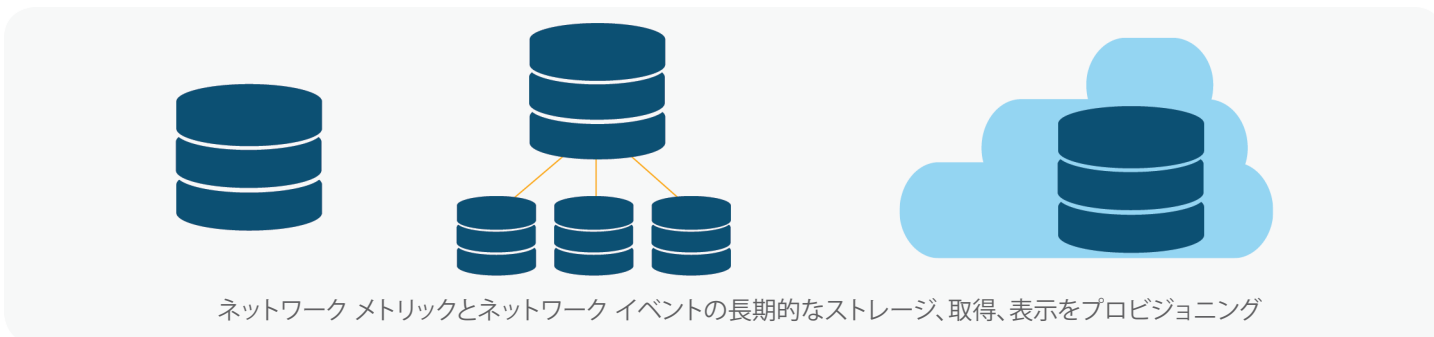 ネットワーク メトリックとネットワーク イベントの長期的なストレージ、取得、表示をプロビジョニング